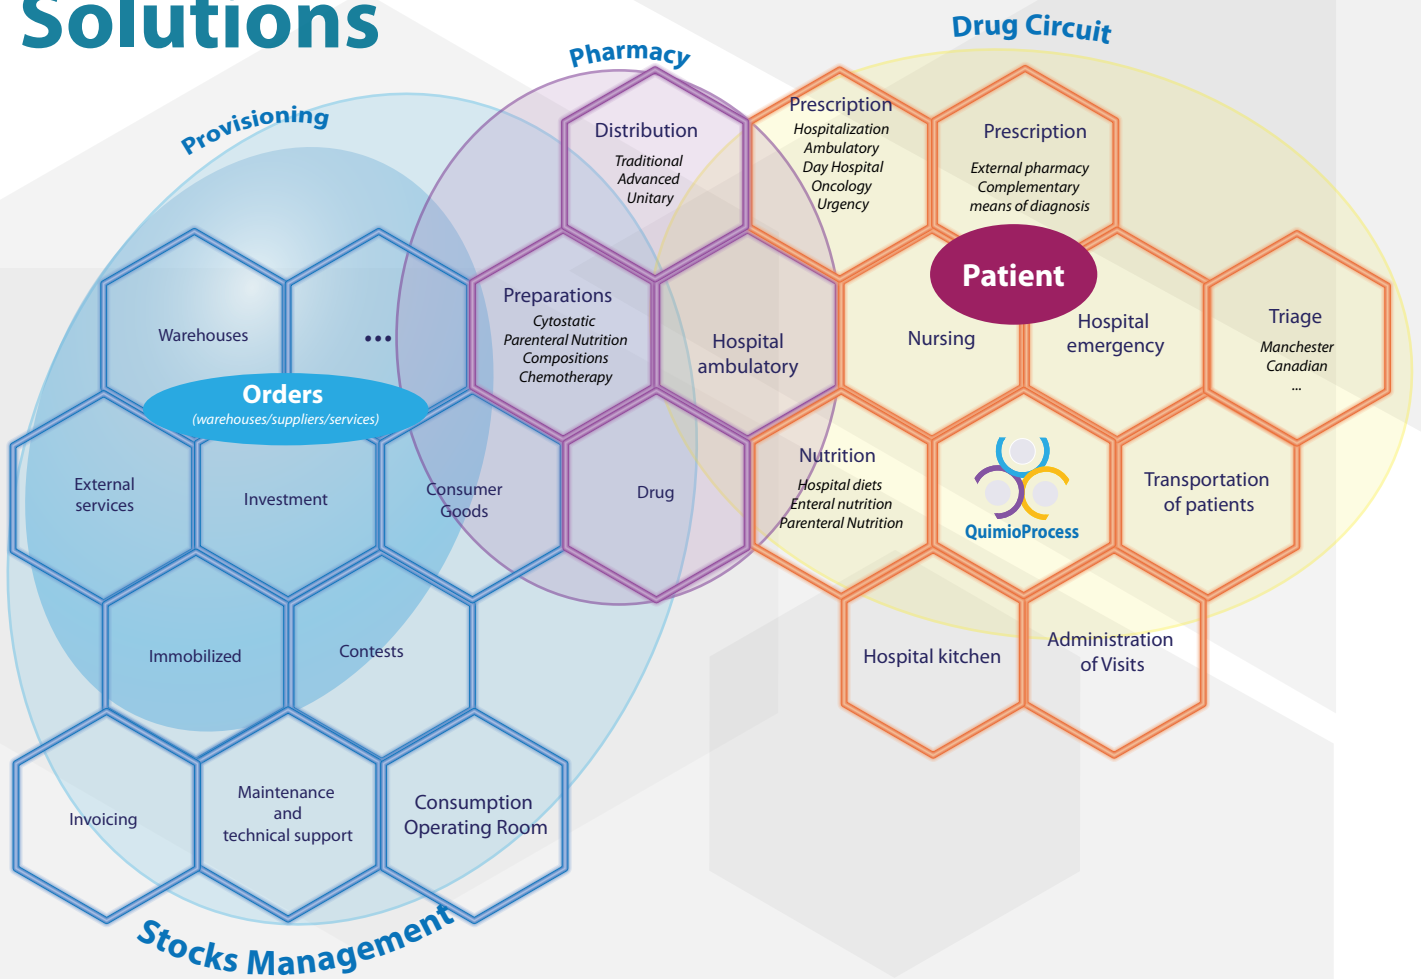 Solutions
Provisioning
Pharmacy
Drug Circuit
Distribution
Traditional
Advanced
Unitary
Prescription
Hospitalization
Ambulatory
Day Hospital
Oncology
Urgency
Prescription
External pharmacy
Complementary
means of diagnosis
Patient
Warehouses
...
Orders
(warehouses/suppliers/services)
Preparations
Cytostatic
Parenteral Nutrition
Compositions
Chemotherapy
Hospital
ambulatory
Nursing
Hospital
emergency
Triage
Manchester
Canadian
...
External
services
Investment
Consumer
Goods
Drug
Nutrition
Hospital diets
Enteral nutrition
Parenteral Nutrition
QuimioProcess
Transportation
of patients
Immobilized
Contests
Hospital kitchen
Administration
of Visits
Invoicing
Maintenance
and
technical support
Consumption
Operating Room
Stocks Management